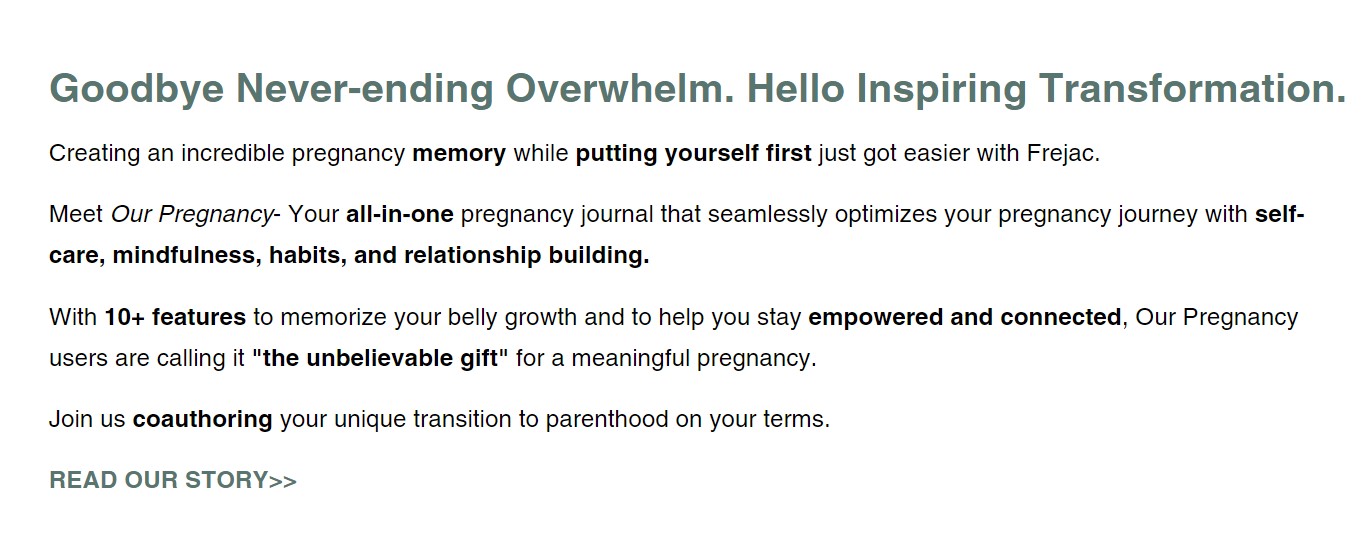 Goodbye Never-ending Overwhelm. Hello Inspiring Transformation.
Creating an incredible pregnancy memory while putting yourself first just got easier with Frejac.
Meet Our Pregnancy- Your all-in-one pregnancy journal that seamlessly optimizes your pregnancy journey with self-
care, mindfulness, habits, and relationship building.
With 10+ features to memorize your belly growth and to help you stay empowered and connected, Our Pregnancy
users are calling it "the unbelievable gift" for a meaningful pregnancy.
Join us coauthoring your unique transition to parenthood on your terms.
READ OUR STORY>>